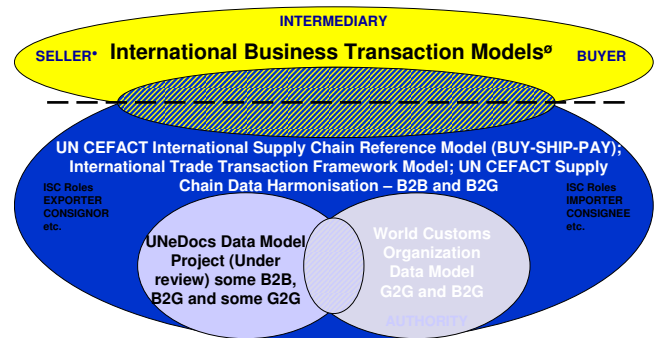 INTERMEDIARY
SELLER* International Business Transaction Modelsø BUYER
UN CEFACT International Supply Chain Reference Model (BUY-SHIP-PAY);
International Trade Transaction Framework Model; UN CEFACT Supply
Chain Data Harmonisation – B2B and B2G
ISC Roles
EXPORTER
CONSIGNOR
etc.
ISC Roles
IMPORTER
CONSIGNEE
etc.
UNeDocs Data Model
Project (Under
review) some B2B,
B2G and some G2G
World Customs
Organization
Data Model
G2G and B2G
AUTHORITY